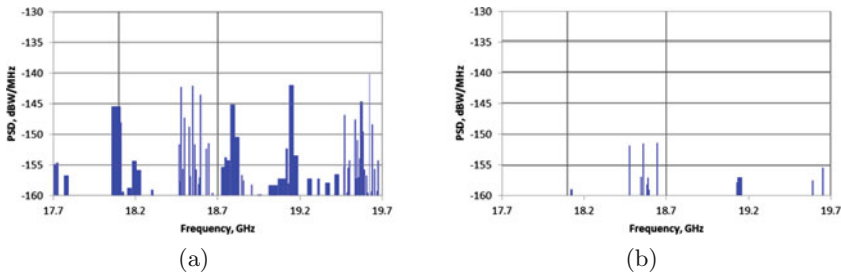 -130
-135
-140
-145
-150
-155
-160
PSD, dBW/MHz
17.7 18.2 18.7 19.2 19.7
Frequency, GHz
(a)
-130
-135
-140
-145
-150
-155
-160
PSD, dBW/MHz
17.7 18.2 18.7 19.2 19.7
Frequency, GHz
(b)